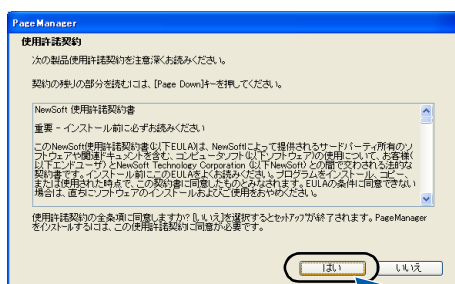 PageManager
使用許諾契約
次の製品使用許諾契約を注意深くお読みください。
契約の残りの部分を読むには、[Page Down]キーを押してください。
NewSoft 使用許諾契約書
重要 - インストール前に必ずお読みください
このNewSoft使用許諾契約書(以下EULA)は、NewSoftによって提供されるサードパーティ所有のソ
フトウェアや関連ドキュメントを含む、コンピュータソフト(以下ソフトウェア)の使用について、お客様(
以下エンドユーザ)とNewSoft Technology Corporation (以下NewSoft)との間で交わされる法的な
契約書です。インストール前にこのEULAをよくお読みください。プログラムをインストール、コピー、
または使用された時点で、この契約書に同意したものとみなされます。EULAの条件に同意できない
場合は、直ちにソフトウェアのインストールおよびご使用をおやめください。
使用許諾契約の全条項に同意しますか? [いいえ]を選択するとセットアップが終了されます。PageManager
をインストールするには、この使用許諾契約に同意が必要です。
はい
いいえ